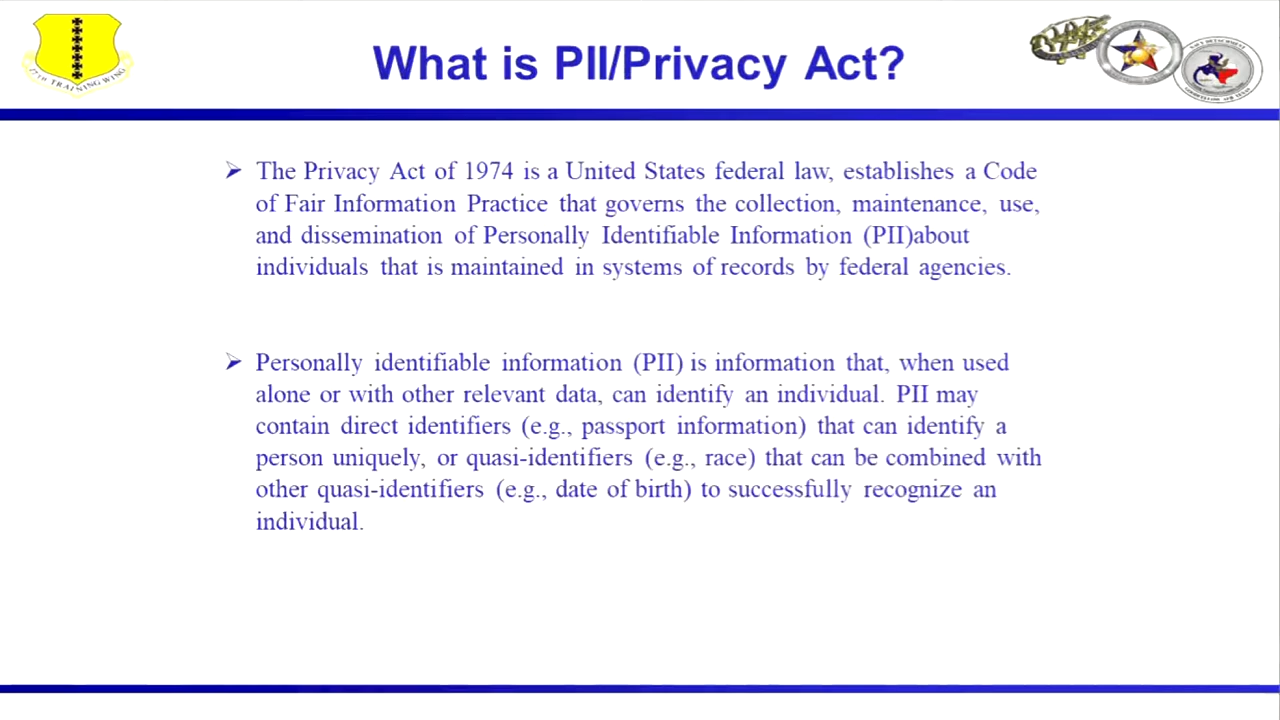 What is PII/Privacy Act?
17TH TRAINING WING
➢ The Privacy Act of 1974 is a United States federal law, establishes a Code
of Fair Information Practice that governs the collection, maintenance, use,
and dissemination of Personally Identifiable Information (PII)about
individuals that is maintained in systems of records by federal agencies.
➢ Personally identifiable information (PII) is information that, when used
alone or with other relevant data, can identify an individual. PII may
contain direct identifiers (e.g., passport information) that can identify a
person uniquely, or quasi-identifiers (e.g., race) that can be combined with
other quasi-identifiers (e.g., date of birth) to successfully recognize an
individual.